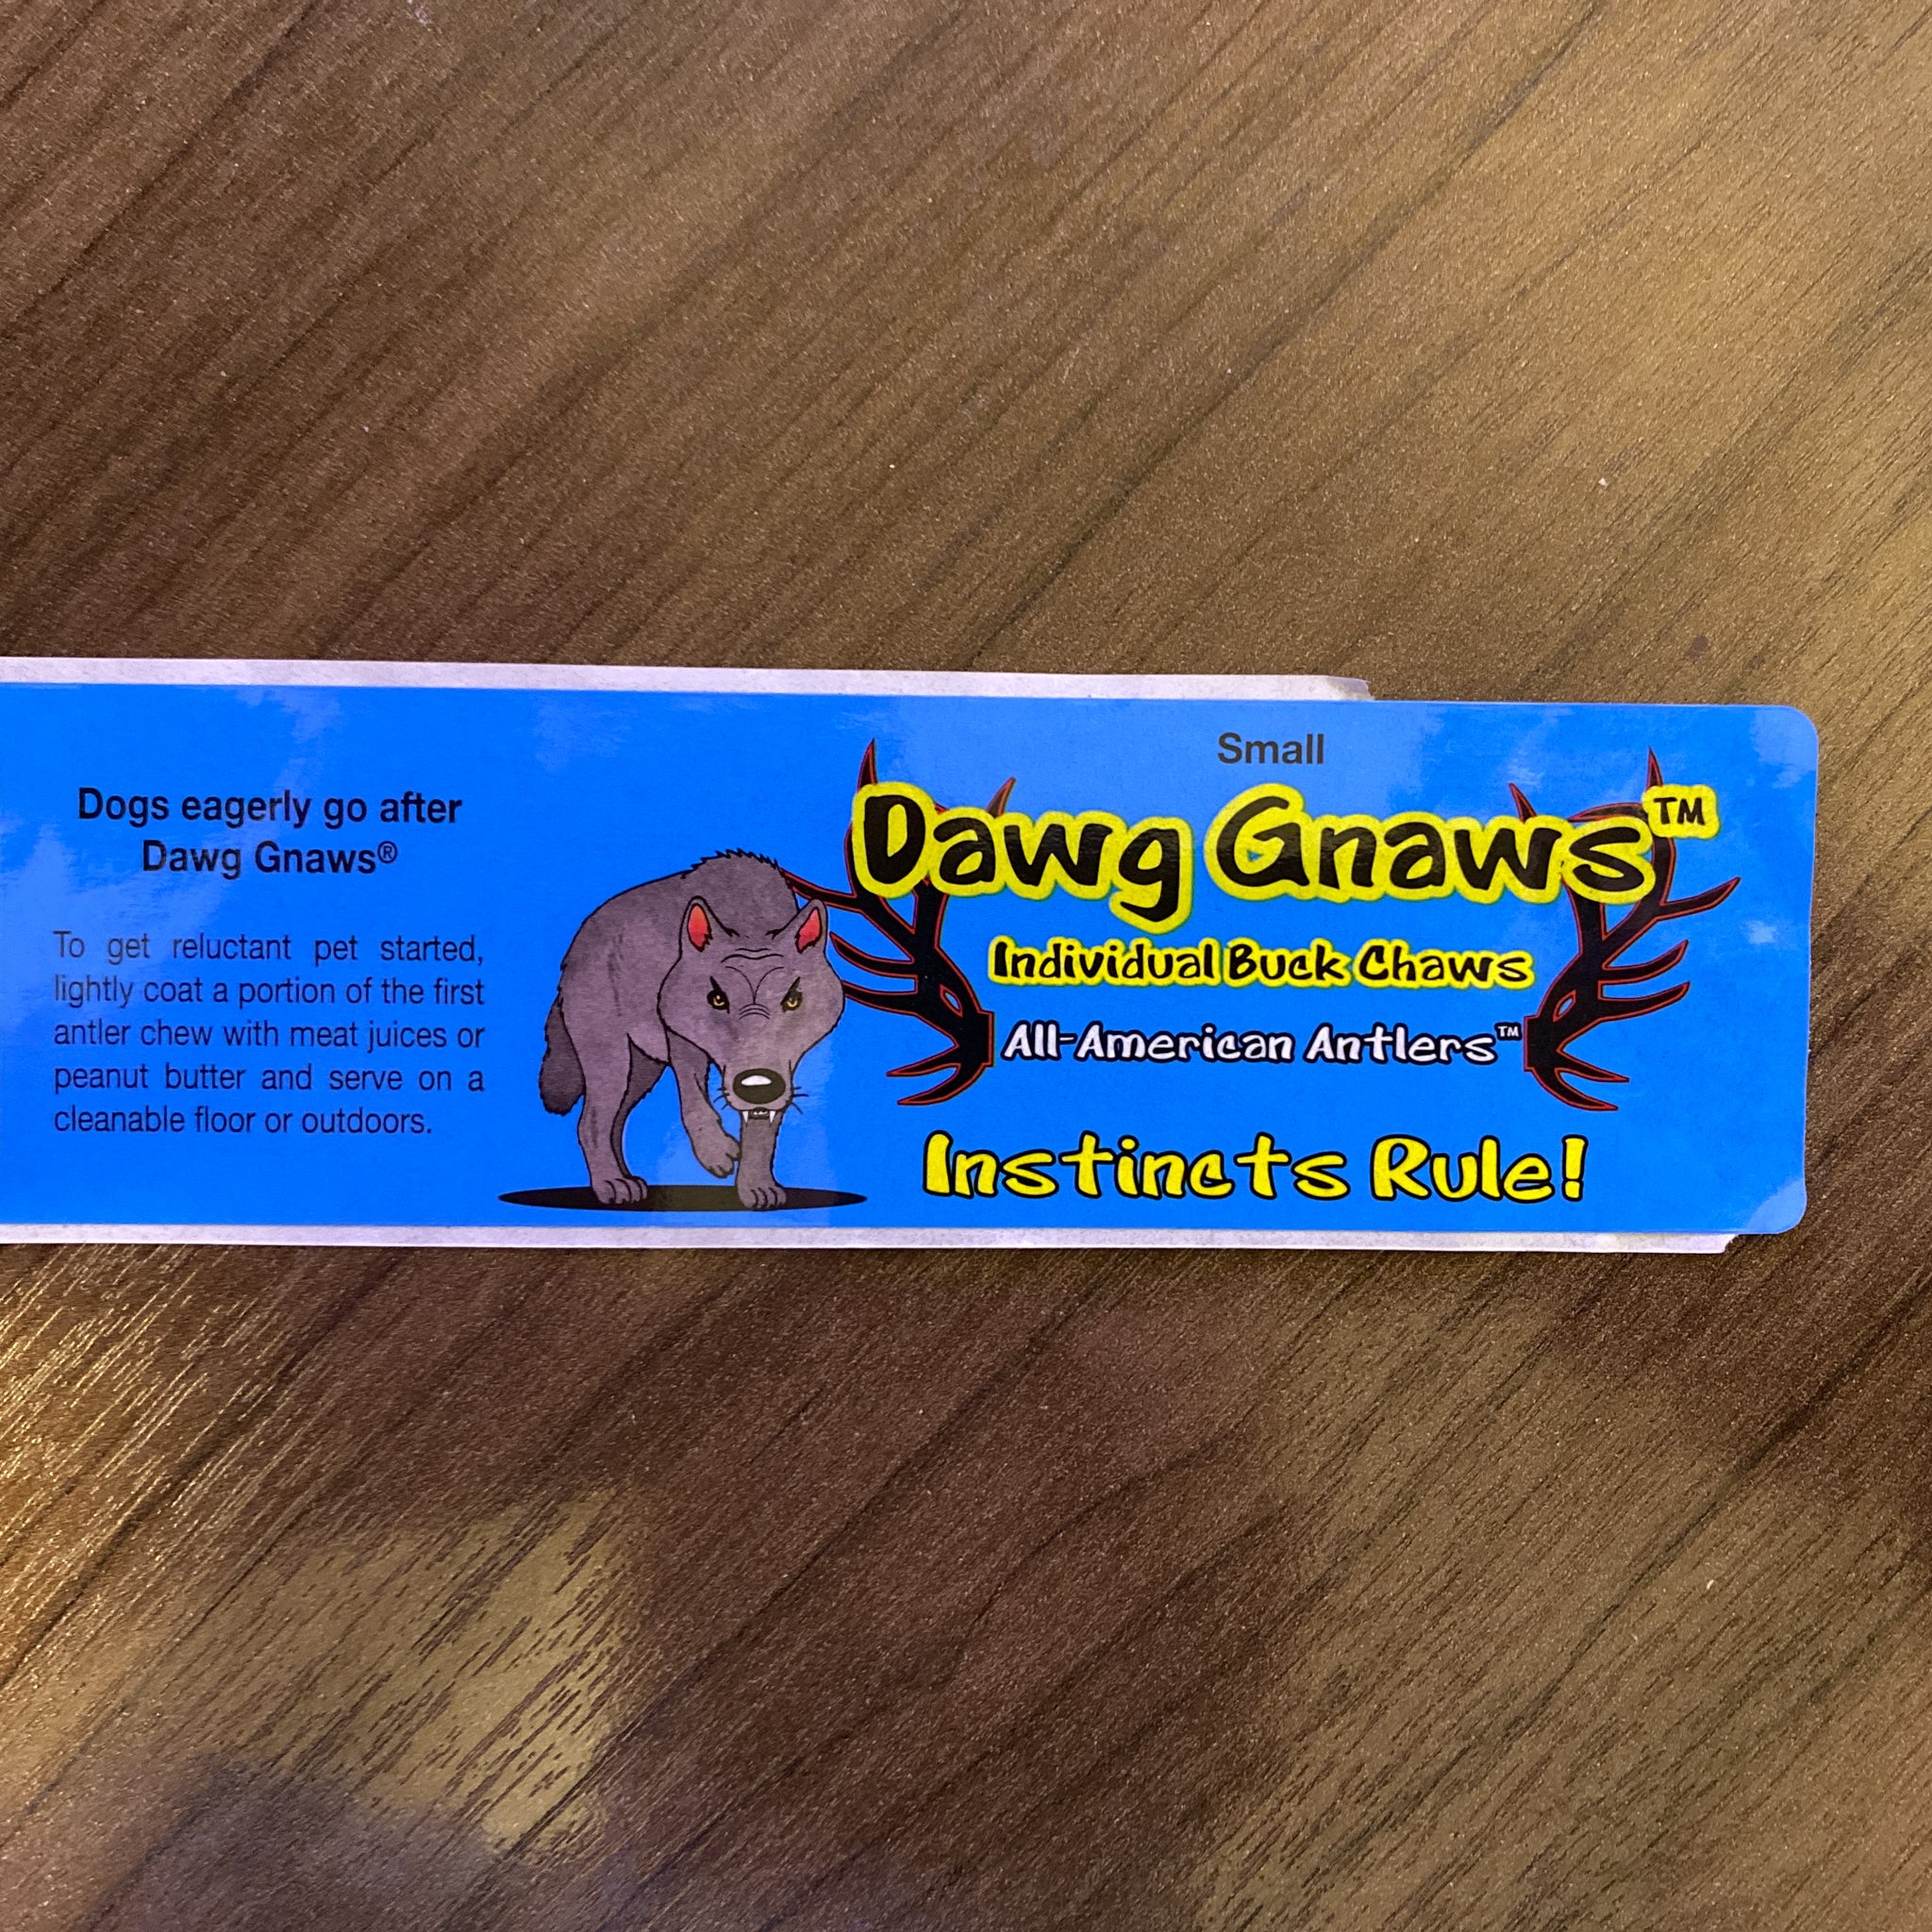 Dogs eagerly go after
Dawg Gnaws®
To get reluctant pet started,
lightly coat a portion of the first
antler chew with meat juices or
peanut butter and serve on a
cleanable floor or outdoors.
Small
Dawg Gnaws™
Individual Buck Chaws
All-American Antlers™
Instincts Rule!